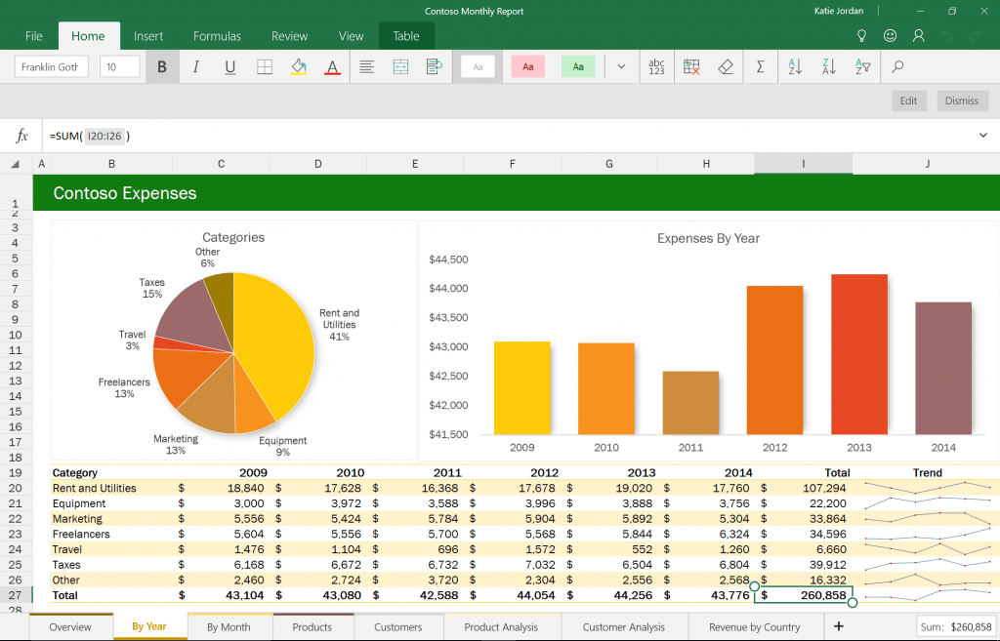 Contoso Monthly Report
Katie Jordan
File Home Insert Formulas Review View Table
Franklin Goth 10 B I U A Aa Aa Aa abc 123 Σ A Z Z A A Z
Edit Dismiss
fx =SUM( I20:I26 )
A B C D E F G H I J
1 Contoso Expenses
2
3
4
5
6
7
8
9
10
11
12
13
14
15
16
17
18
Categories
Other
6%
Taxes
15%
Rent and
Utilities
41%
Travel
3%
Freelancers
13%
Marketing
13%
Equipment
9%
Expenses By Year
$44,500
$44,000
$43,500
$43,000
$42,500
$42,000
$41,500
2009 2010 2011 2012 2013 2014
19 Category 2009 2010 2011 2012 2013 2014 Total Trend
20 Rent and Utilities $ 18,840 $ 17,628 $ 16,368 $ 17,678 $ 19,020 $ 17,760 $ 107,294
21 Equipment $ 3,000 $ 3,972 $ 3,588 $ 3,996 $ 3,888 $ 3,756 $ 22,200
22 Marketing $ 5,556 $ 5,424 $ 5,784 $ 5,904 $ 5,892 $ 5,304 $ 33,864
23 Freelancers $ 5,604 $ 5,556 $ 5,700 $ 5,568 $ 5,844 $ 6,324 $ 34,596
24 Travel $ 1,476 $ 1,104 $ 696 $ 1,572 $ 552 $ 1,260 $ 6,660
25 Taxes $ 6,168 $ 6,672 $ 6,732 $ 7,032 $ 6,504 $ 6,804 $ 39,912
26 Other $ 2,460 $ 2,724 $ 3,720 $ 2,304 $ 2,556 $ 2,568 $ 16,332
27 Total $ 43,104 $ 43,080 $ 42,588 $ 44,054 $ 44,256 $ 43,776 $ 260,858
28
Overview By Year By Month Products Customers Product Analysis Customer Analysis Revenue by Country + Sum: $260,858